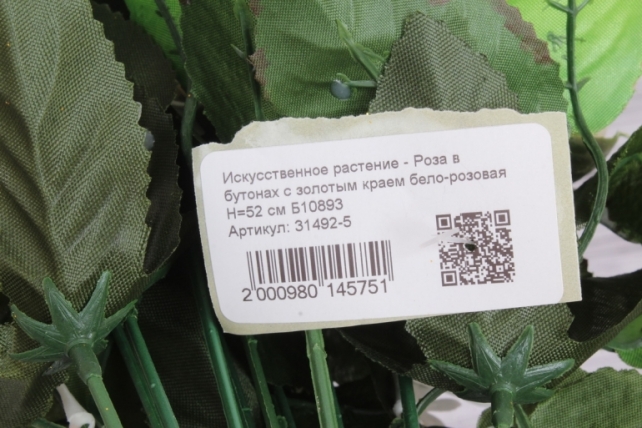 Искусственное растение - Роза в
бутонах с золотым краем бело-розовая
Н=52 см Б10893
Артикул: 31492-5
2 000980 145751